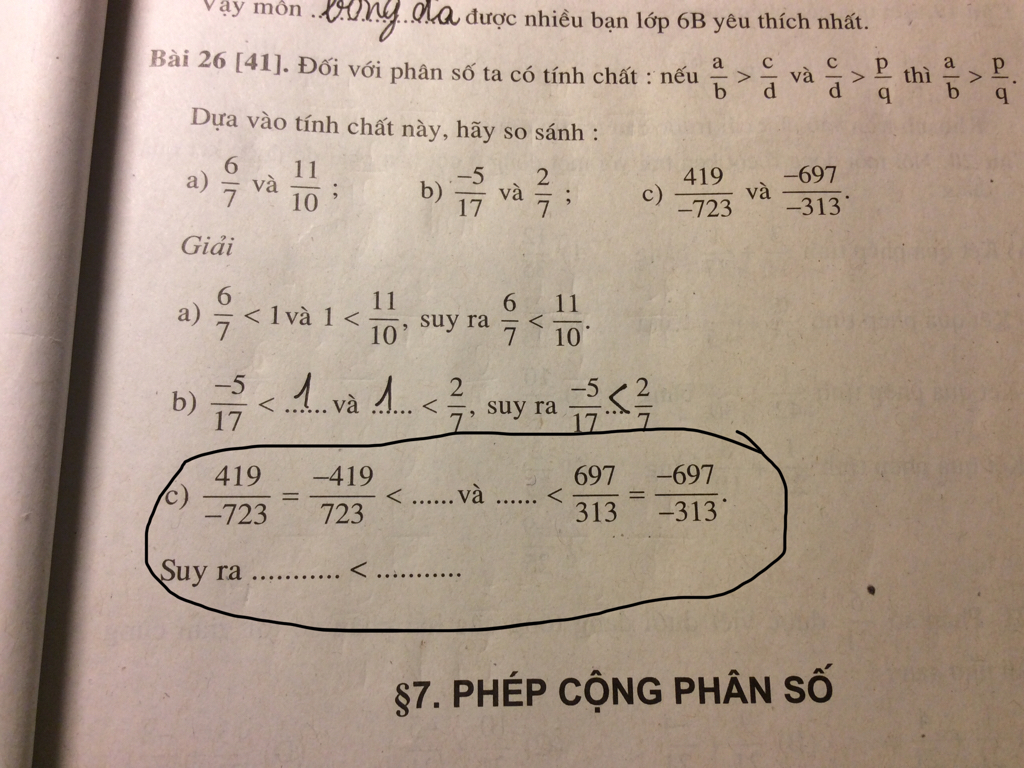 Vậy môn ..bóng.đá được nhiều bạn lớp 6B yêu thích nhất.
Bài 26 [41]. Đối với phân số ta có tính chất : nếu a/b > c/d và c/d > p/q thì a/b > p/q.
Dựa vào tính chất này, hãy so sánh :
a) 6/7 và 11/10 ; b) -5/17 và 2/7 ; c) 419/-723 và -697/-313.
Giải
a) 6/7 < 1 và 1 < 11/10, suy ra 6/7 < 11/10.
b) -5/17 < ...1... và ...1... < 2/7, suy ra -5/17 ...<... 2/7
c) 419/-723 = -419/723 < ...... và ...... < 697/313 = -697/-313.
Suy ra ........... < ...........
§7. PHÉP CỘNG PHÂN SỐ